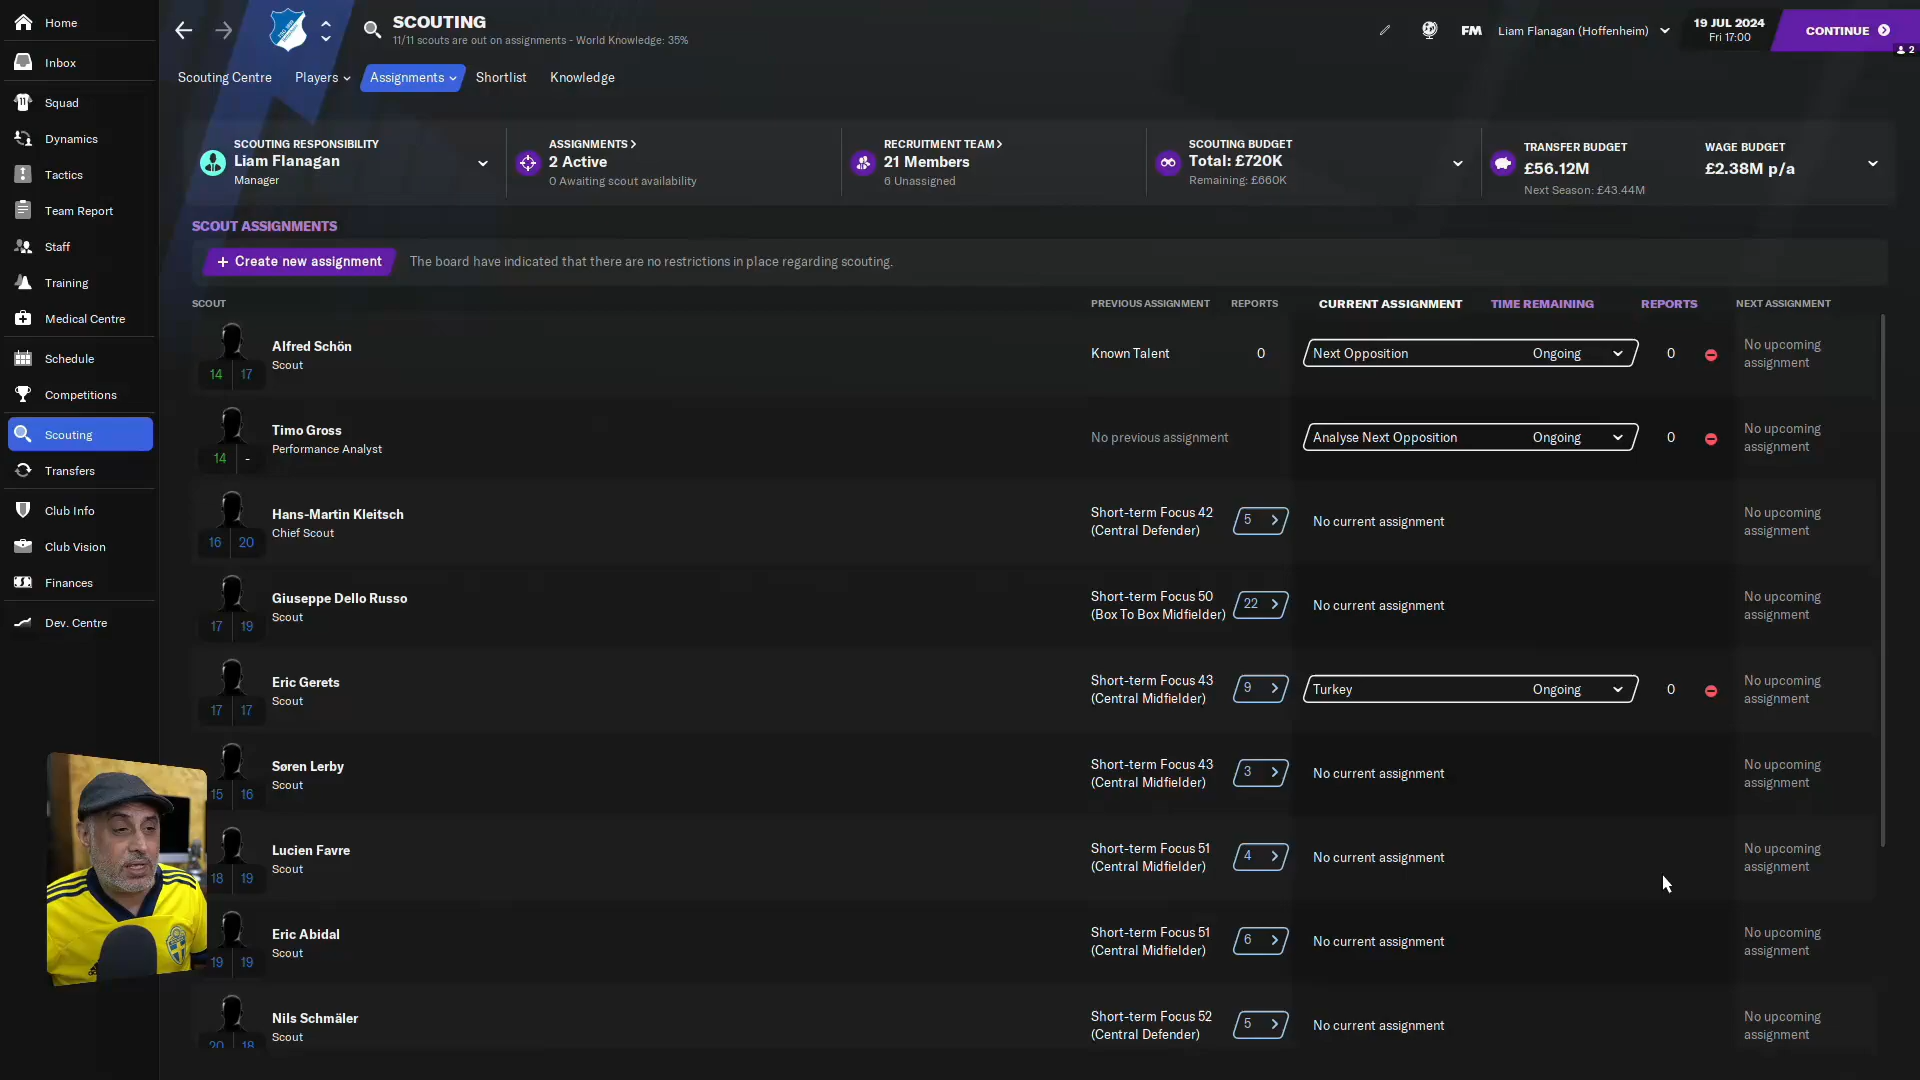 Home
Inbox
Squad
Dynamics
Tactics
Team Report
Staff
Training
Medical Centre
Schedule
Competitions
Scouting
Transfers
Club Info
Club Vision
Finances
Dev. Centre
SCOUTING
11/11 scouts are out on assignments - World Knowledge: 35%
FM
Liam Flanagan (Hoffenheim)
19 JUL 2024
Fri 17:00
CONTINUE
2
Scouting Centre
Players
Assignments
Shortlist
Knowledge
SCOUTING RESPONSIBILITY
Liam Flanagan
Manager
ASSIGNMENTS >
2 Active
0 Awaiting scout availability
RECRUITMENT TEAM >
21 Members
6 Unassigned
SCOUTING BUDGET
Total: £720K
Remaining: £660K
TRANSFER BUDGET
£56.12M
Next Season: £43.44M
WAGE BUDGET
£2.38M p/a
SCOUT ASSIGNMENTS
+ Create new assignment
The board have indicated that there are no restrictions in place regarding scouting.
SCOUT PREVIOUS ASSIGNMENT REPORTS CURRENT ASSIGNMENT TIME REMAINING REPORTS NEXT ASSIGNMENT
Alfred Schön
Scout
14 17
Known Talent 0
Next Opposition Ongoing 0
No upcoming
assignment
Timo Gross
Performance Analyst
14 -
No previous assignment
Analyse Next Opposition Ongoing 0
No upcoming
assignment
Hans-Martin Kleitsch
Chief Scout
16 20
Short-term Focus 42
(Central Defender)
5 >
No current assignment
No upcoming
assignment
Giuseppe Dello Russo
Scout
17 19
Short-term Focus 50
(Box To Box Midfielder)
22 >
No current assignment
No upcoming
assignment
Eric Gerets
Scout
17 17
Short-term Focus 43
(Central Midfielder)
9 >
Turkey Ongoing 0
No upcoming
assignment
Søren Lerby
Scout
15 16
Short-term Focus 43
(Central Midfielder)
3 >
No current assignment
No upcoming
assignment
Lucien Favre
Scout
18 19
Short-term Focus 51
(Central Midfielder)
4 >
No current assignment
No upcoming
assignment
Eric Abidal
Scout
19 19
Short-term Focus 51
(Central Midfielder)
6 >
No current assignment
No upcoming
assignment
Nils Schmäler
Scout
20 18
Short-term Focus 52
(Central Defender)
5 >
No current assignment
No upcoming
assignment